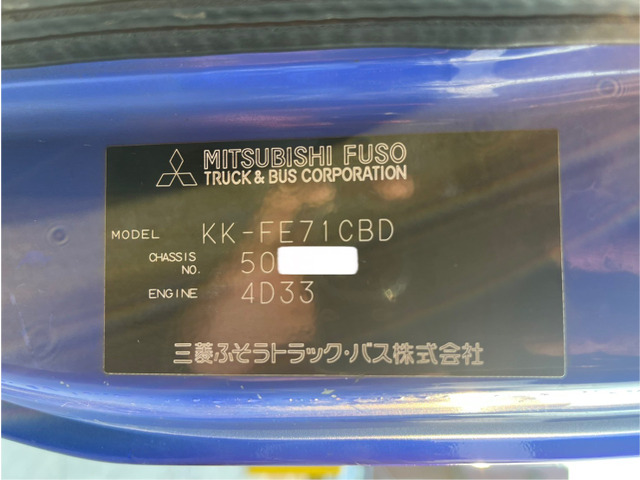 MITSUBISHI FUSO
TRUCK & BUS CORPORATION
MODEL KK-FE71CBD
CHASSIS NO. 50
ENGINE 4D33
三菱ふそうトラック・バス株式会社